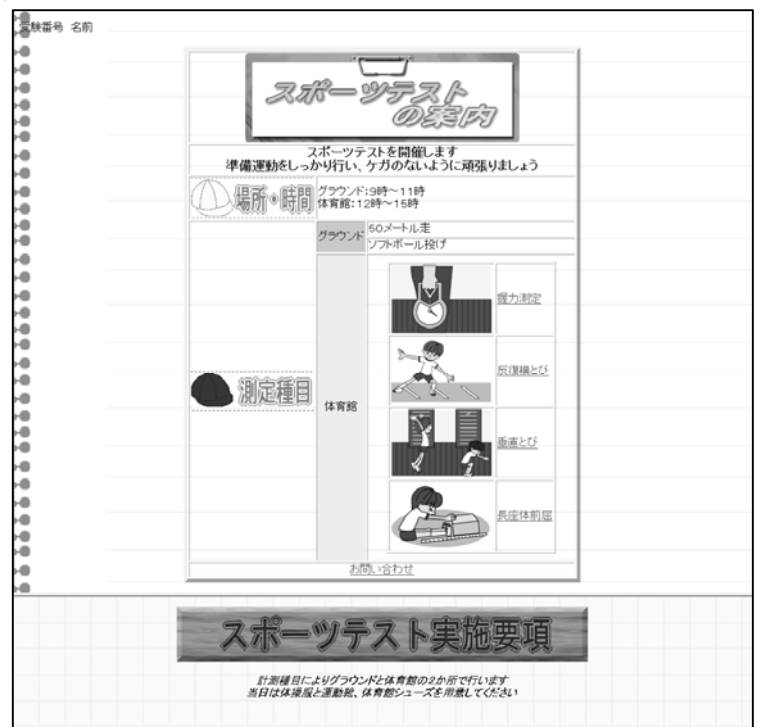 受験番号 名前
スポーツテスト
の案内
スポーツテストを開催します
準備運動をしっかり行い、ケガのないように頑張りましょう
場所・時間
グラウンド:9時～11時
体育館:12時～15時
測定種目
グラウンド
50メートル走
ソフトボール投げ
体育館
握力測定
反復横とび
垂直とび
長座体前屈
お問い合わせ
スポーツテスト実施要項
計測種目によりグラウンドと体育館の2か所で行います
当日は体操服と運動靴、体育館シューズを用意してください